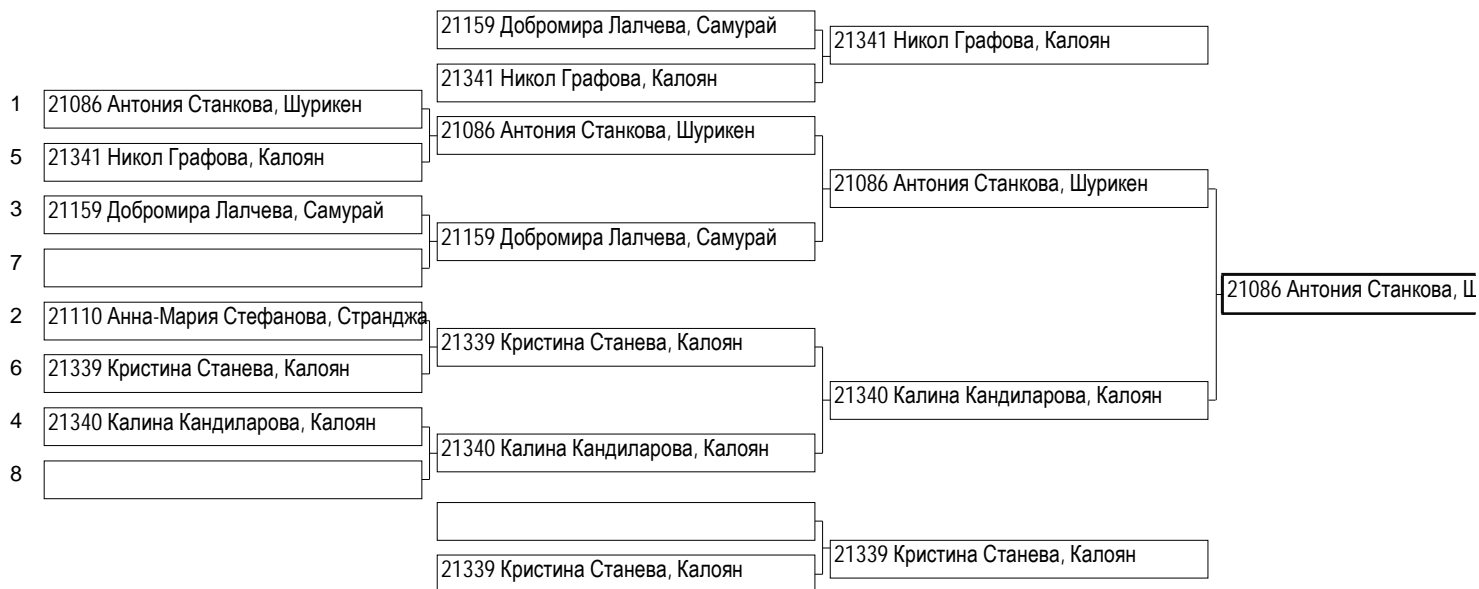 21159 Добромира Лалчева, Самурай
21341 Никол Графова, Калоян
21341 Никол Графова, Калоян
1 21086 Антония Станкова, Шурикен
21086 Антония Станкова, Шурикен
5 21341 Никол Графова, Калоян
21086 Антония Станкова, Шурикен
3 21159 Добромира Лалчева, Самурай
21159 Добромира Лалчева, Самурай
7
21086 Антония Станкова, Ш
2 21110 Анна-Мария Стефанова, Странджа
21339 Кристина Станева, Калоян
6 21339 Кристина Станева, Калоян
21340 Калина Кандиларова, Калоян
4 21340 Калина Кандиларова, Калоян
21340 Калина Кандиларова, Калоян
8
21339 Кристина Станева, Калоян
21339 Кристина Станева, Калоян